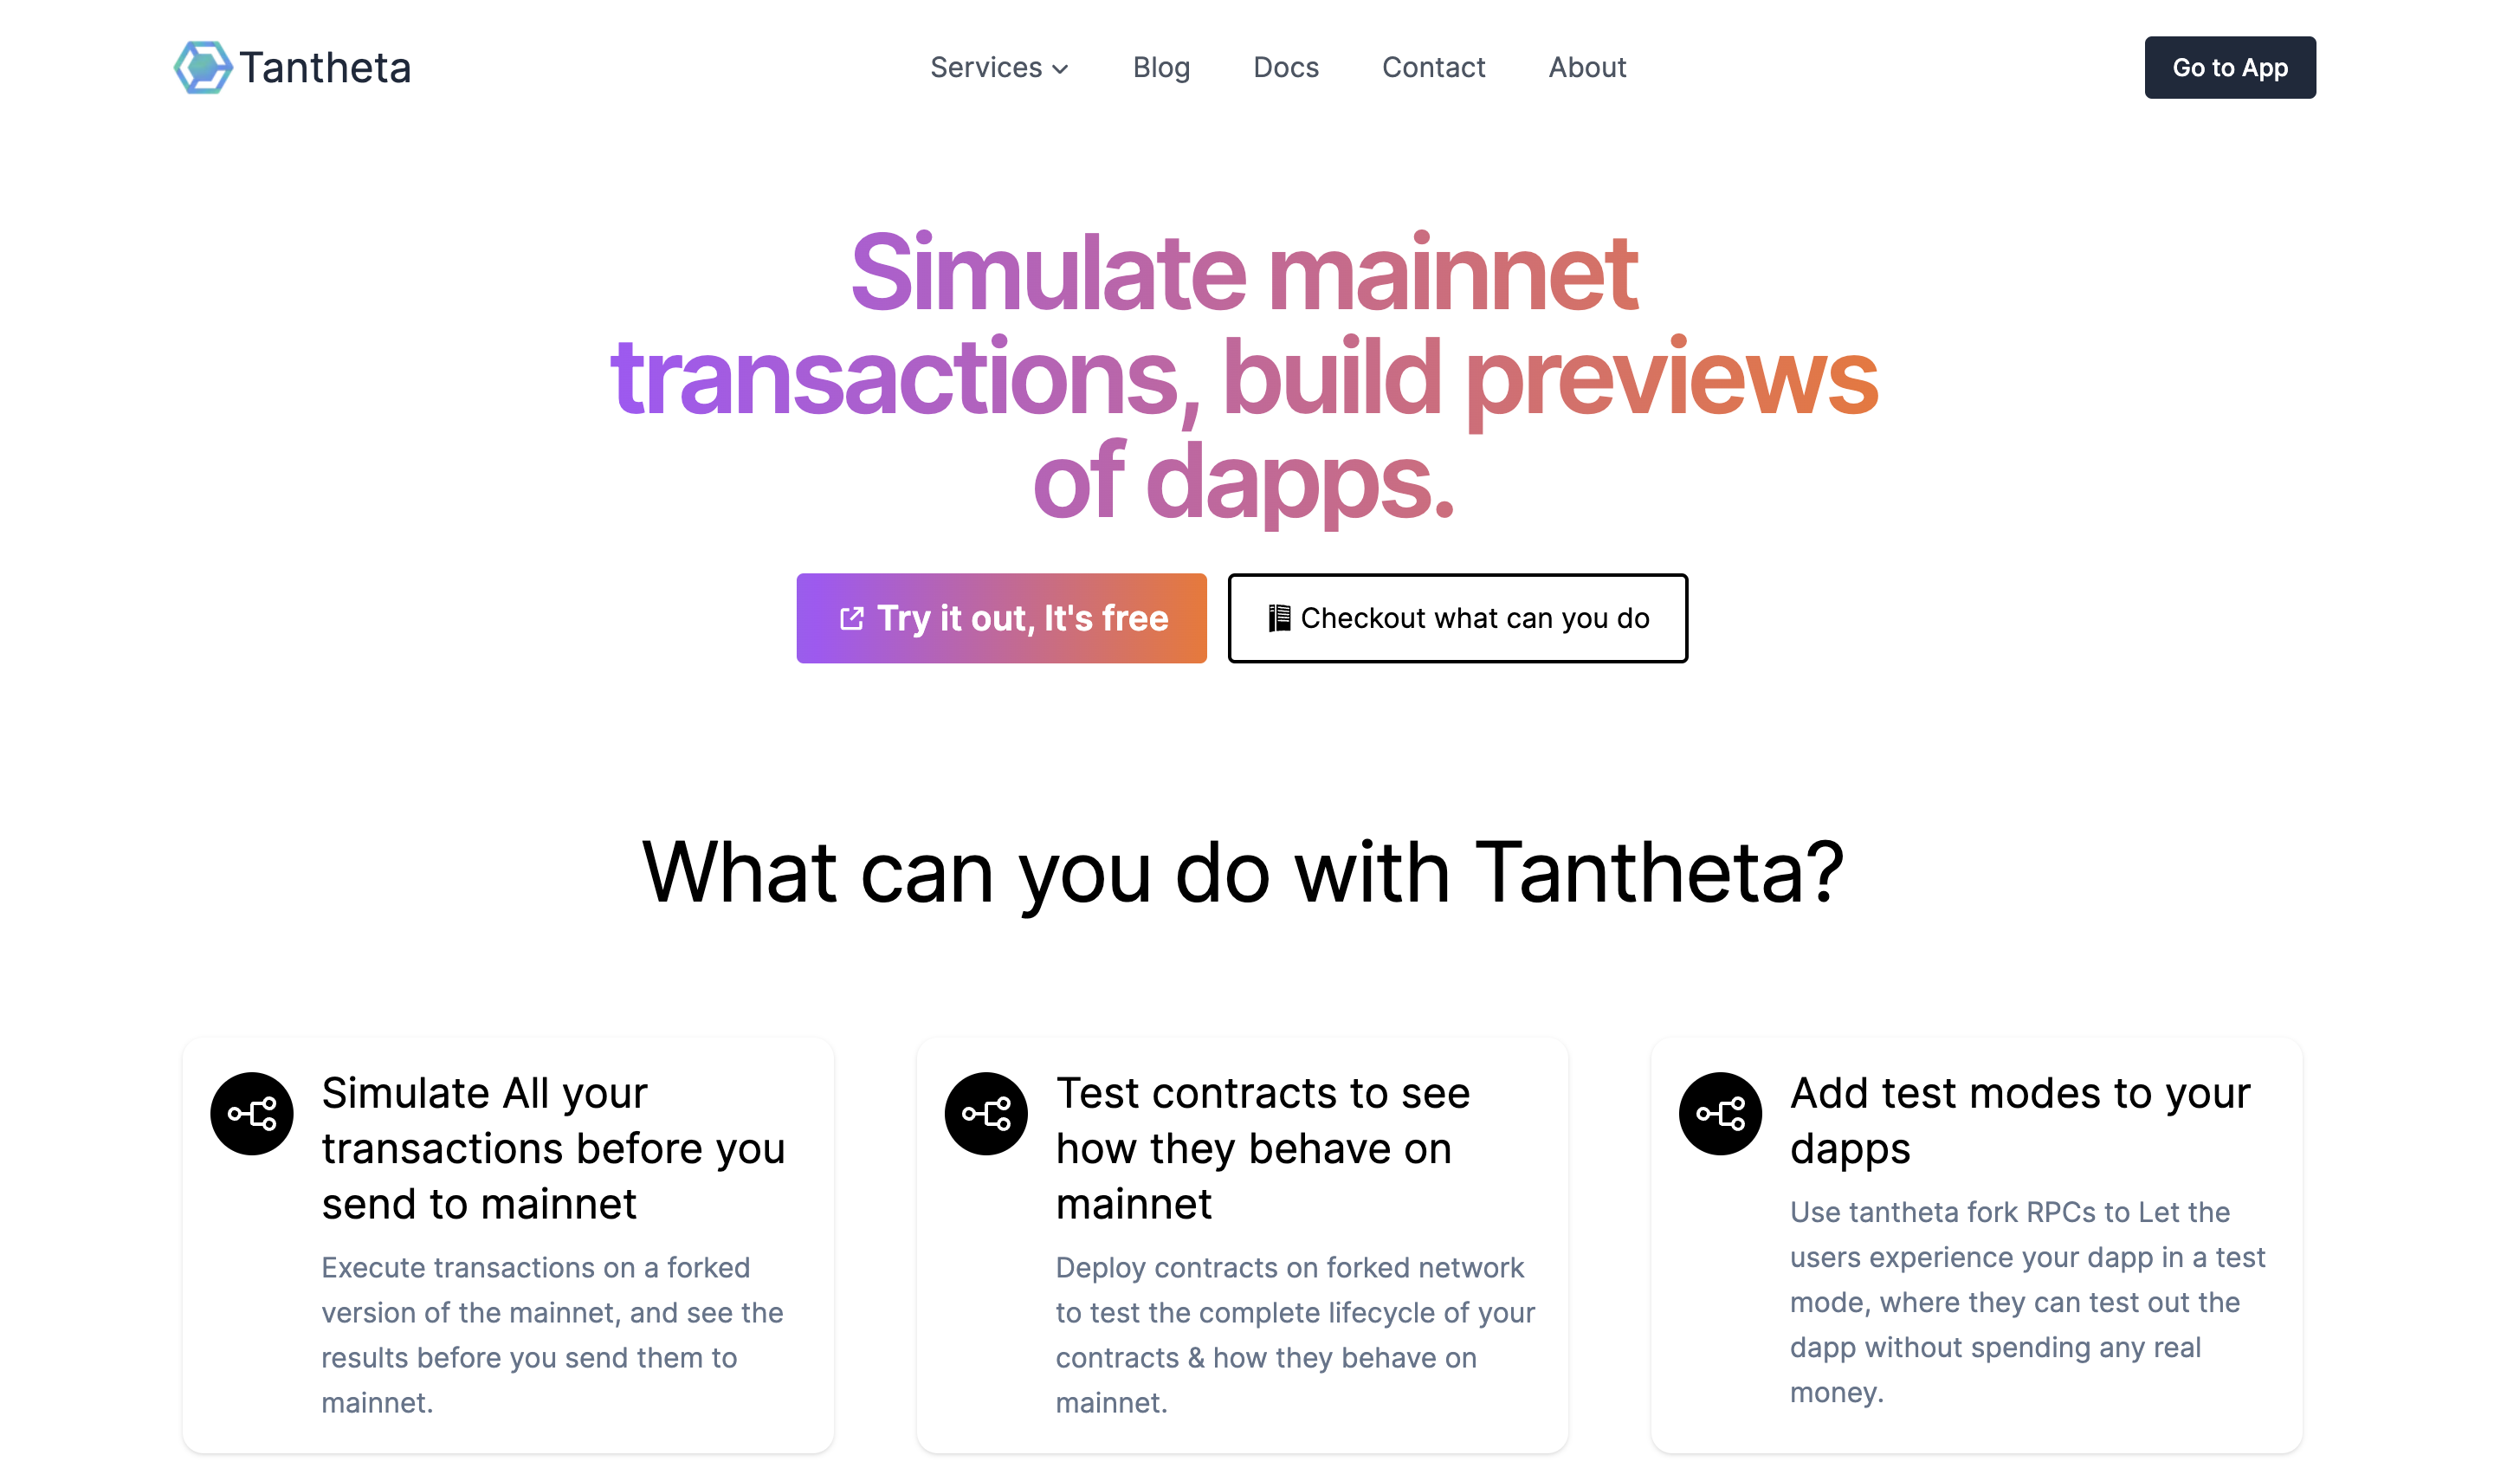 Tantheta
Services
Blog
Docs
Contact
About
Go to App
Simulate mainnet
transactions, build previews
of dapps.
Try it out, It's free
Checkout what can you do
What can you do with Tantheta?
Simulate All your
transactions before you
send to mainnet
Execute transactions on a forked
version of the mainnet, and see the
results before you send them to
mainnet.
Test contracts to see
how they behave on
mainnet
Deploy contracts on forked network
to test the complete lifecycle of your
contracts & how they behave on
mainnet.
Add test modes to your
dapps
Use tantheta fork RPCs to Let the
users experience your dapp in a test
mode, where they can test out the
dapp without spending any real
money.